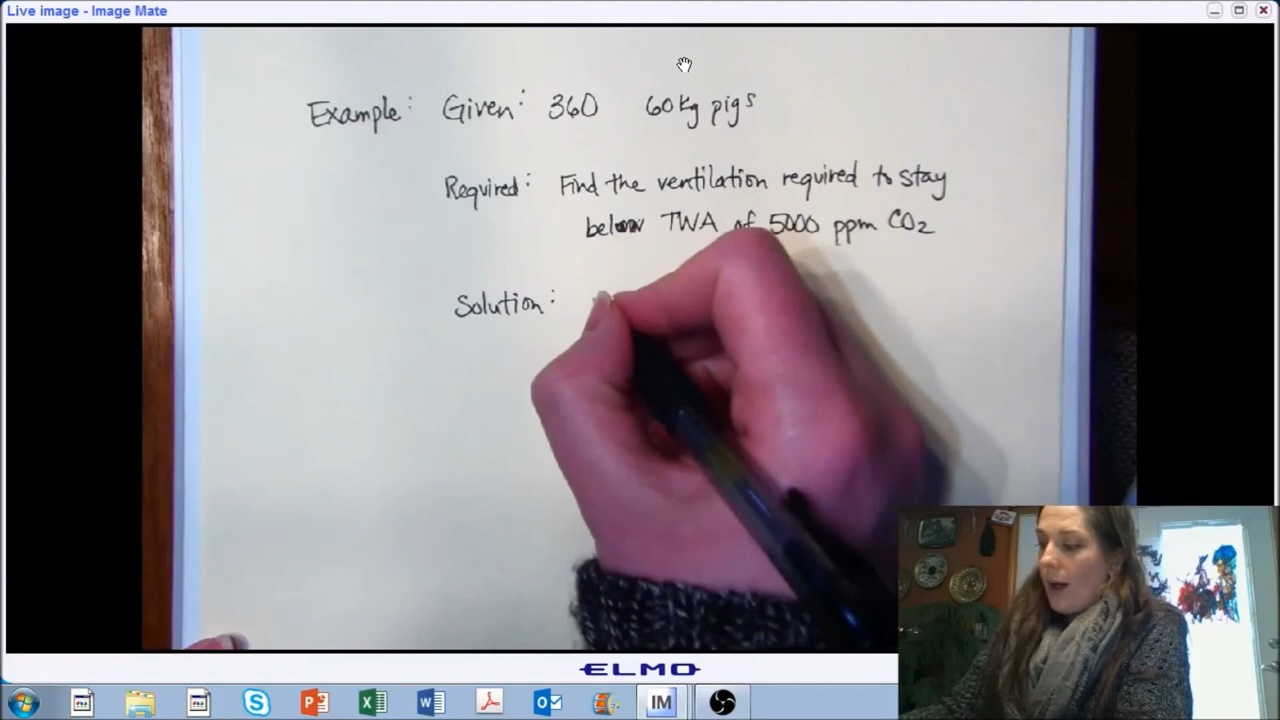 Live image - Image Mate
Example: Given: 360 60kg pigs
Required: Find the ventilation required to stay
below TWA of 5000 ppm CO2
Solution:
ELMO
IM